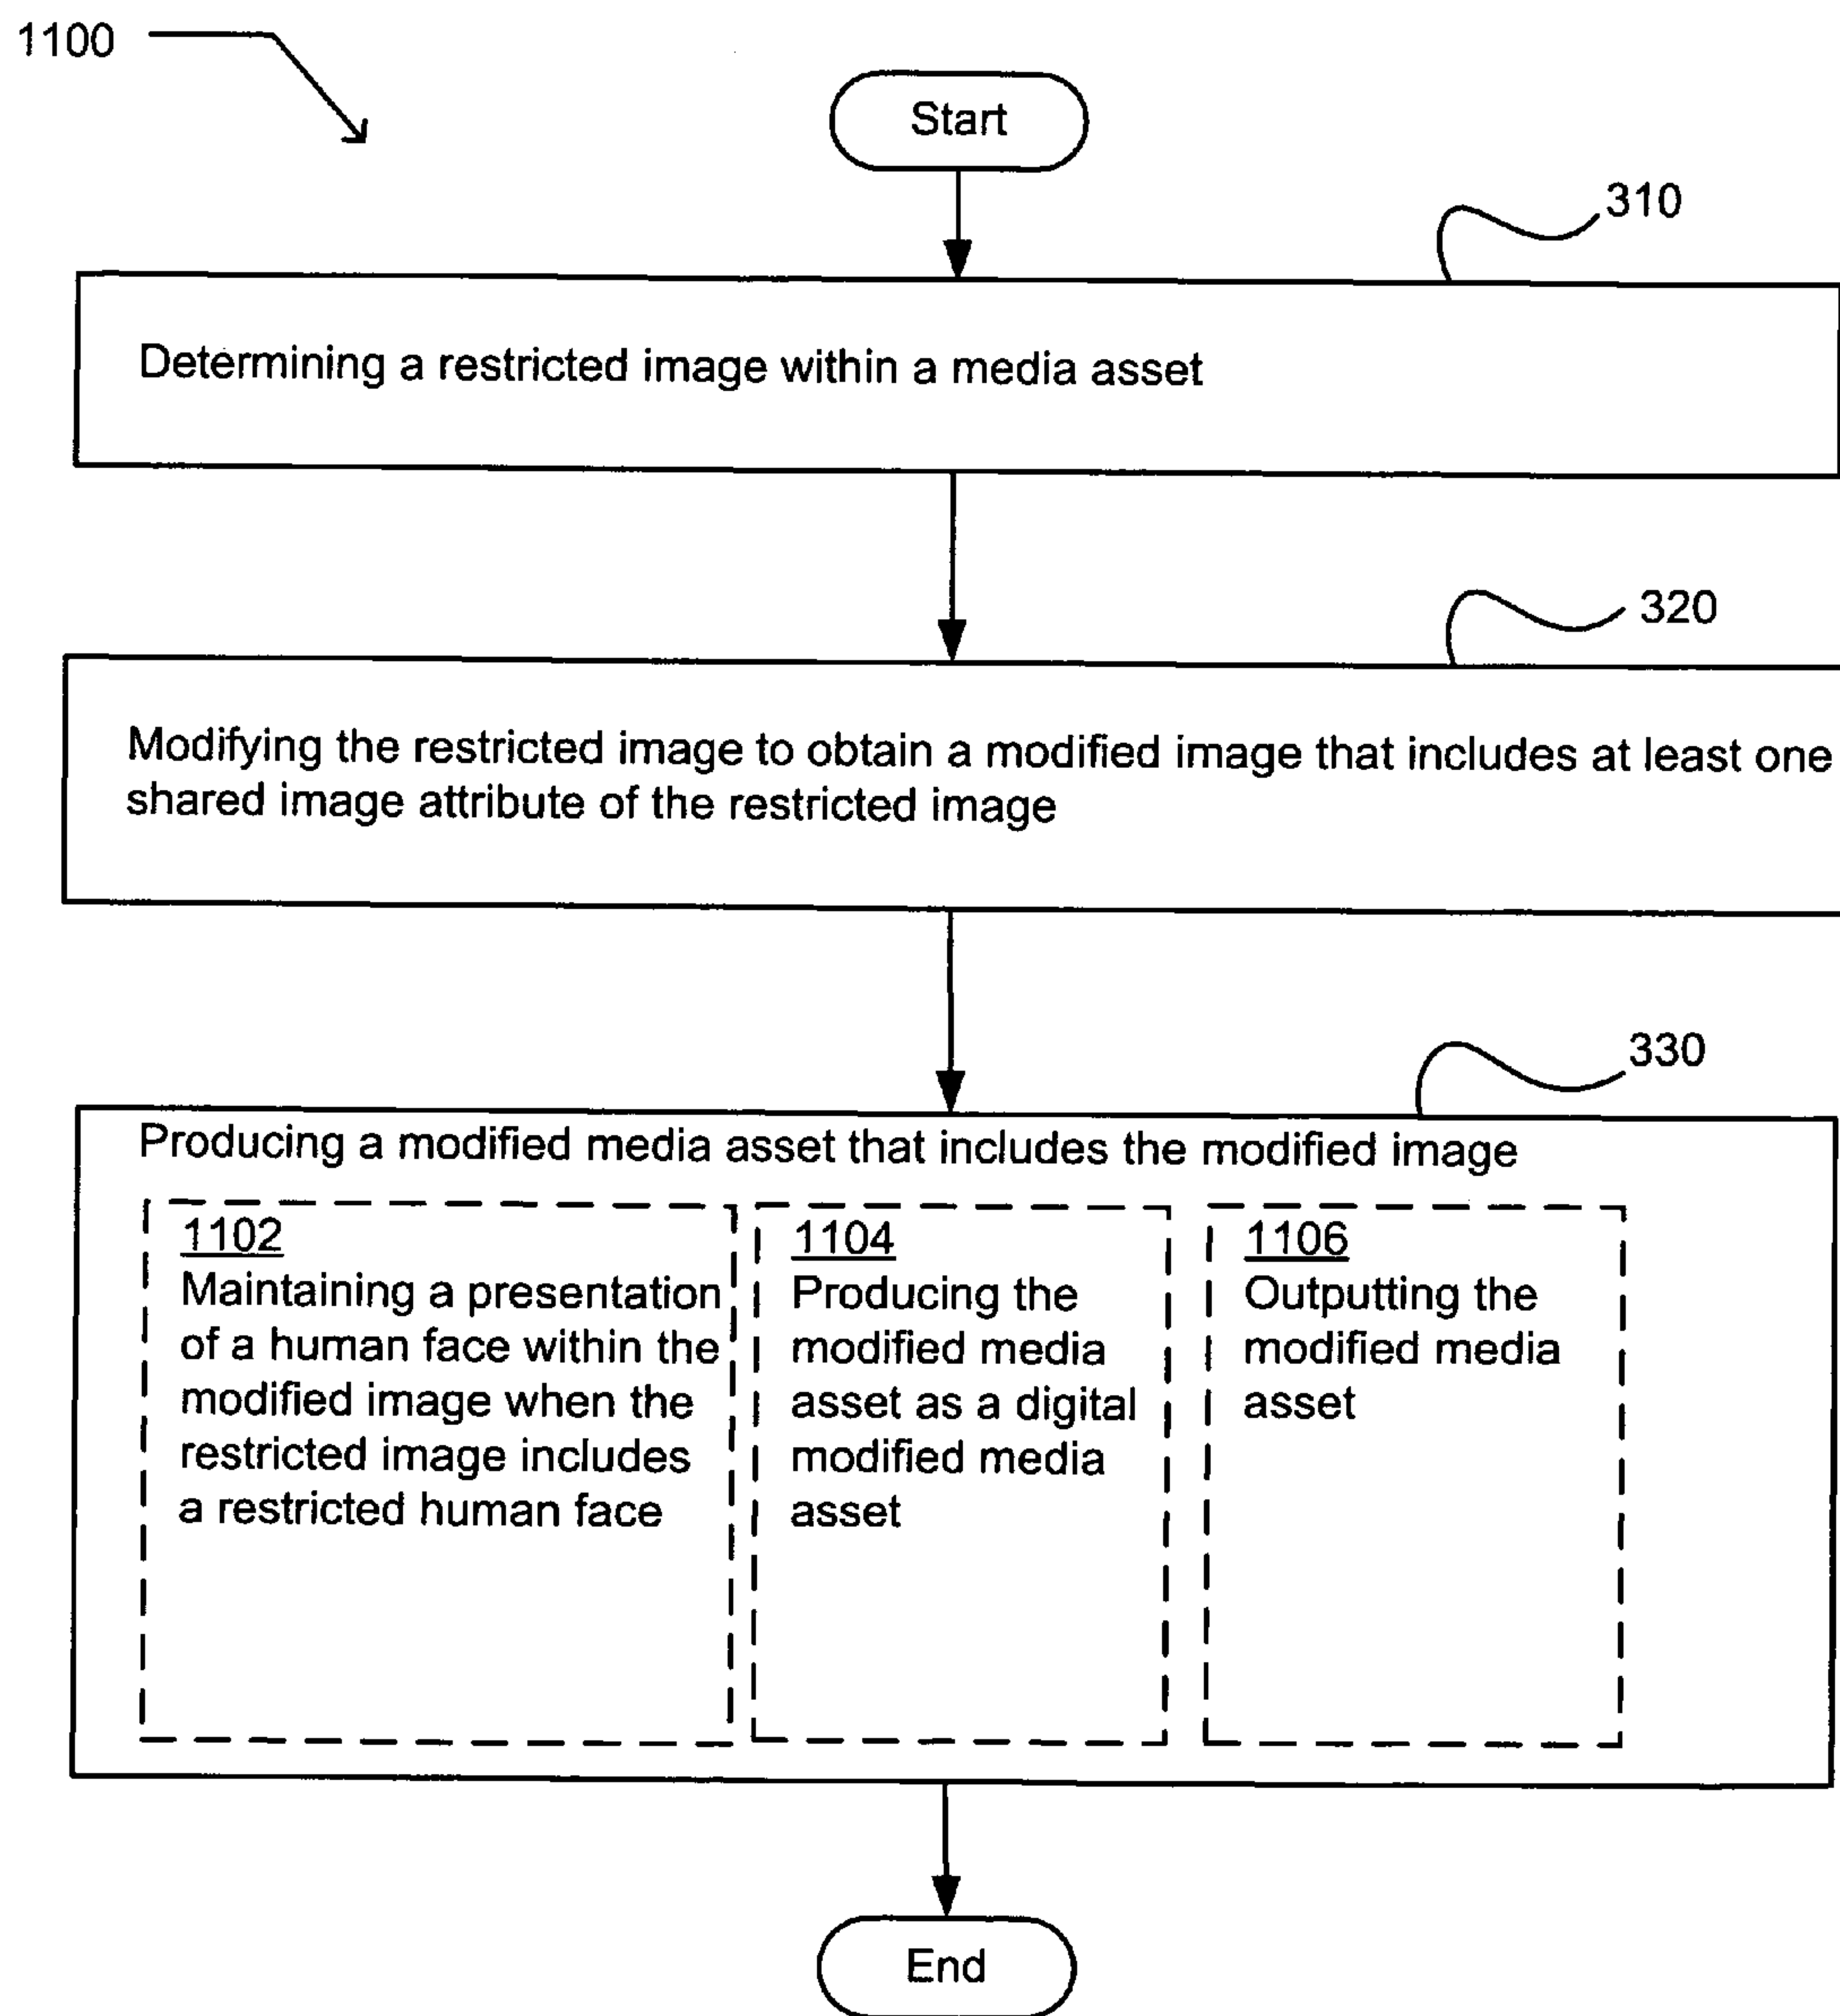 1100
Start
310
Determining a restricted image within a media asset
320
Modifying the restricted image to obtain a modified image that includes at least one
shared image attribute of the restricted image
330
Producing a modified media asset that includes the modified image
1102
Maintaining a presentation
of a human face within the
modified image when the
restricted image includes
a restricted human face
1104
Producing the
modified media
asset as a digital
modified media
asset
1106
Outputting the
modified media
asset
End